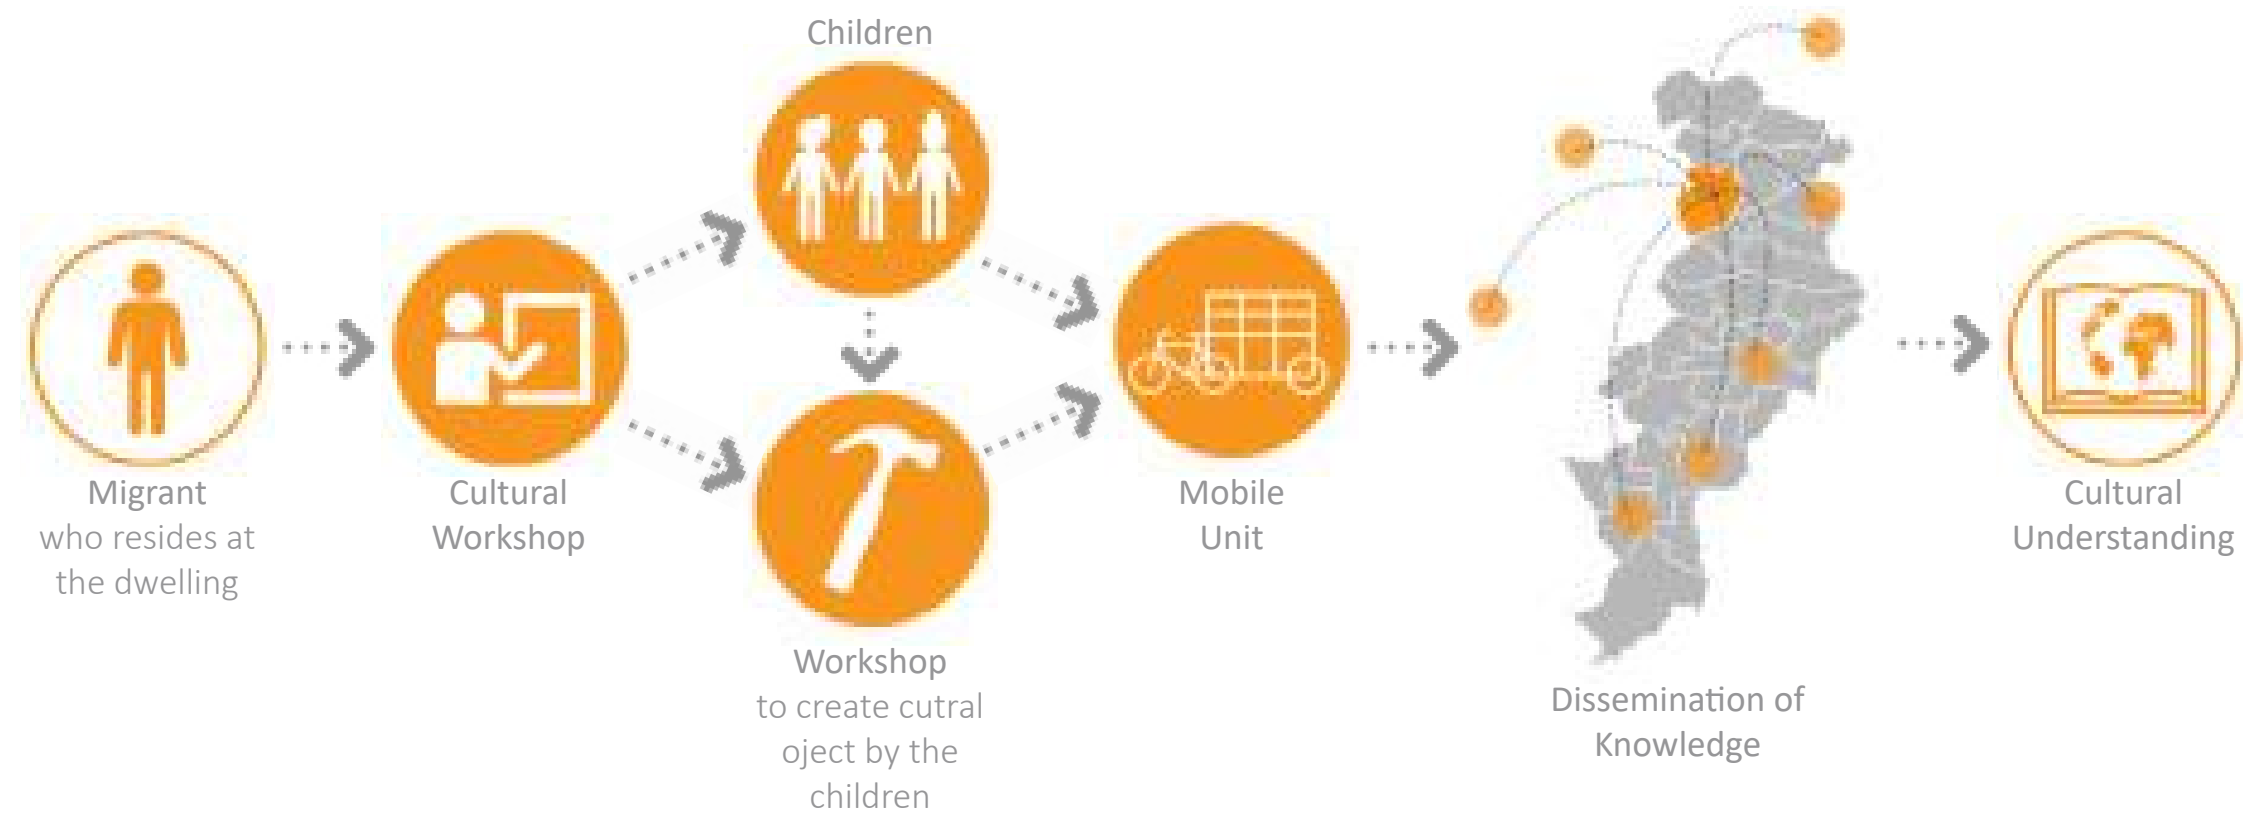 Children
Migrant
who resides at
the dwelling
Cultural
Workshop
Workshop
to create cutral
oject by the
children
Mobile
Unit
Dissemination of
Knowledge
Cultural
Understanding